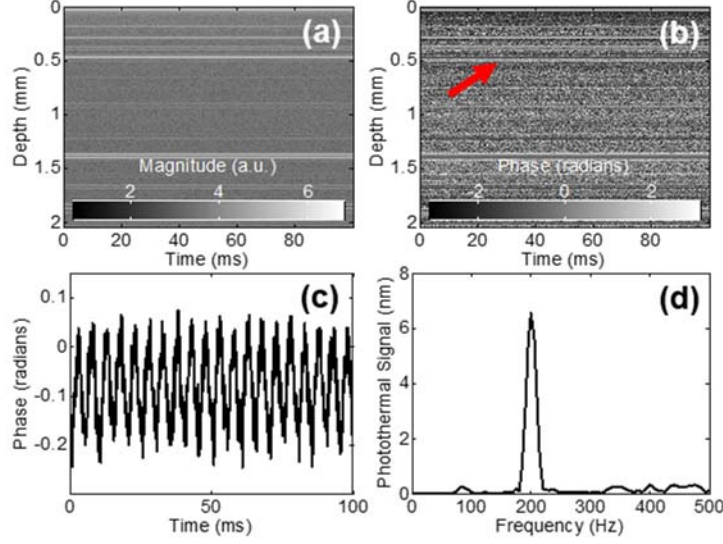 (a)
0
0.5
1
1.5
2
Depth (mm)
Magnitude (a.u.)
2 4 6
0 20 40 60 80
Time (ms)
(b)
0
0.5
1
1.5
2
Depth (mm)
Phase (radians)
-2 0 2
0 20 40 60 80
Time (ms)
(c)
0.1
0
-0.1
-0.2
Phase (radians)
0 50 100
Time (ms)
(d)
8
6
4
2
0
Photothermal Signal (nm)
0 100 200 300 400 500
Frequency (Hz)